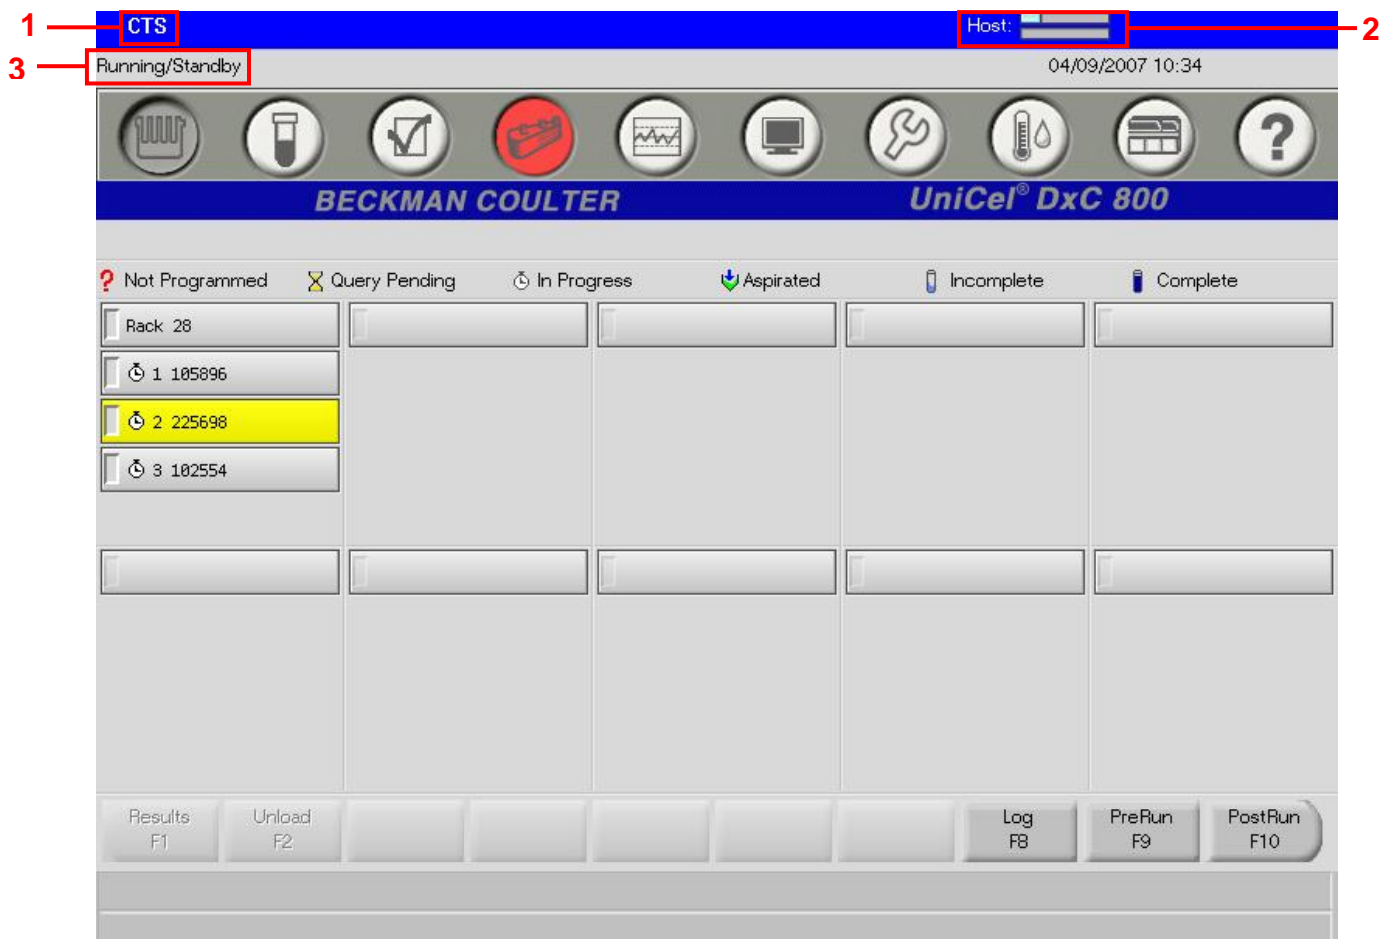 1 CTS Host: 2
3 Running/Standby 04/09/2007 10:34
?
BECKMAN COULTER UniCel® DxC 800
? Not Programmed Query Pending In Progress Aspirated Incomplete Complete
Rack 28
1 105896
2 225698
3 102554
Results F1
Unload F2
Log F8
PreRun F9
PostRun F10